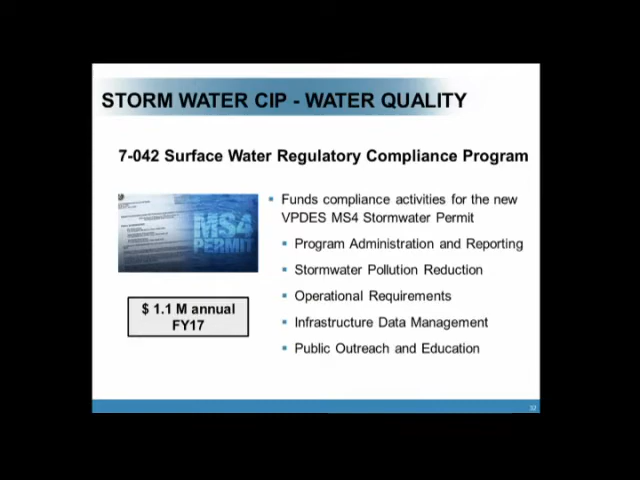 STORM WATER CIP - WATER QUALITY
7-042 Surface Water Regulatory Compliance Program
MS4
PERMIT
$ 1.1 M annual
FY17
▪ Funds compliance activities for the new
VPDES MS4 Stormwater Permit
▪ Program Administration and Reporting
▪ Stormwater Pollution Reduction
▪ Operational Requirements
▪ Infrastructure Data Management
▪ Public Outreach and Education